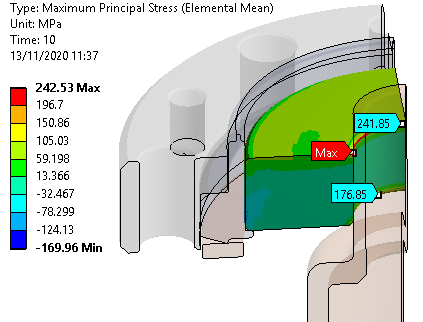 Type: Maximum Principal Stress (Elemental Mean)
Unit: MPa
Time: 10
13/11/2020 11:37
242.53 Max
196.7
150.86
105.03
59.198
13.366
-32.467
-78.299
-124.13
-169.96 Min
241.85
Max
176.85